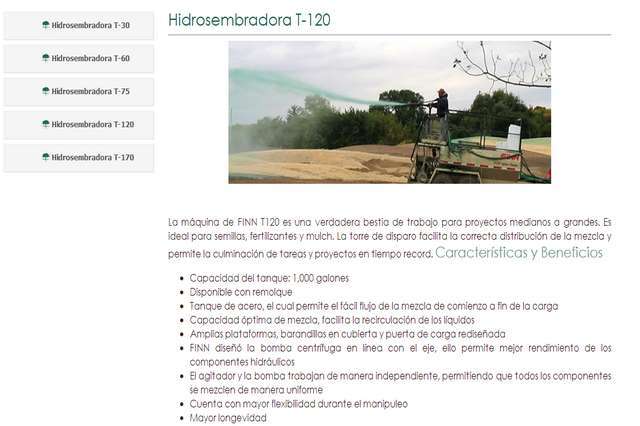 Hidrosembradora T-30
Hidrosembradora T-60
Hidrosembradora T-75
Hidrosembradora T-120
Hidrosembradora T-170
Hidrosembradora T-120
FINN
La máquina de FINN T120 es una verdadera bestia de trabajo para proyectos medianos a grandes. Es
ideal para semillas, fertilizantes y mulch. La torre de disparo facilita la correcta distribución de la mezcla y
permite la culminación de tareas y proyectos en tiempo record. Características y Beneficios
• Capacidad del tanque: 1,000 galones
• Disponible con remolque
• Tanque de acero, el cual permite el fácil flujo de la mezcla de comienzo a fin de la carga
• Capacidad óptima de mezcla, facilita la recirculación de los líquidos
• Amplias plataformas, barandillas en cubierta y puerta de carga rediseñada
• FINN diseñó la bomba centrífuga en línea con el eje, ello permite mejor rendimiento de los
componentes hidráulicos
• El agitador y la bomba trabajan de manera independiente, permitiendo que todos los componentes
se mezclen de manera uniforme
• Cuenta con mayor flexibilidad durante el manipuleo
• Mayor longevidad